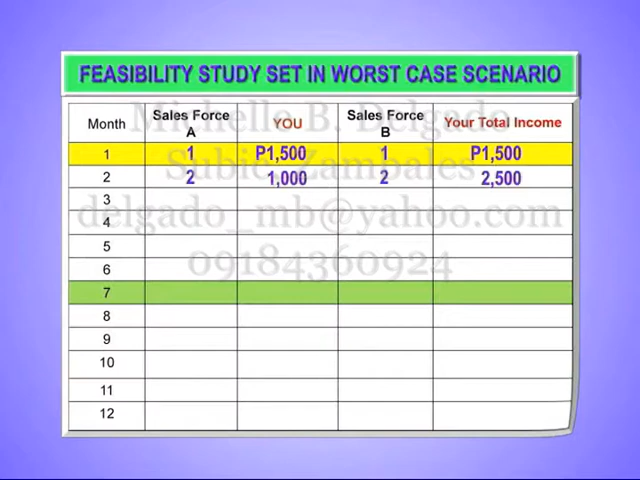 FEASIBILITY STUDY SET IN WORST CASE SCENARIO
Month Sales Force A YOU Sales Force B Your Total Income
1 1 P1,500 1 P1,500
2 2 1,000 2 2,500
3
4
5
6
7
8
9
10
11
12
Michelle B. Delgado
Subic Zambales
delgado_mb@yahoo.com
09184360924